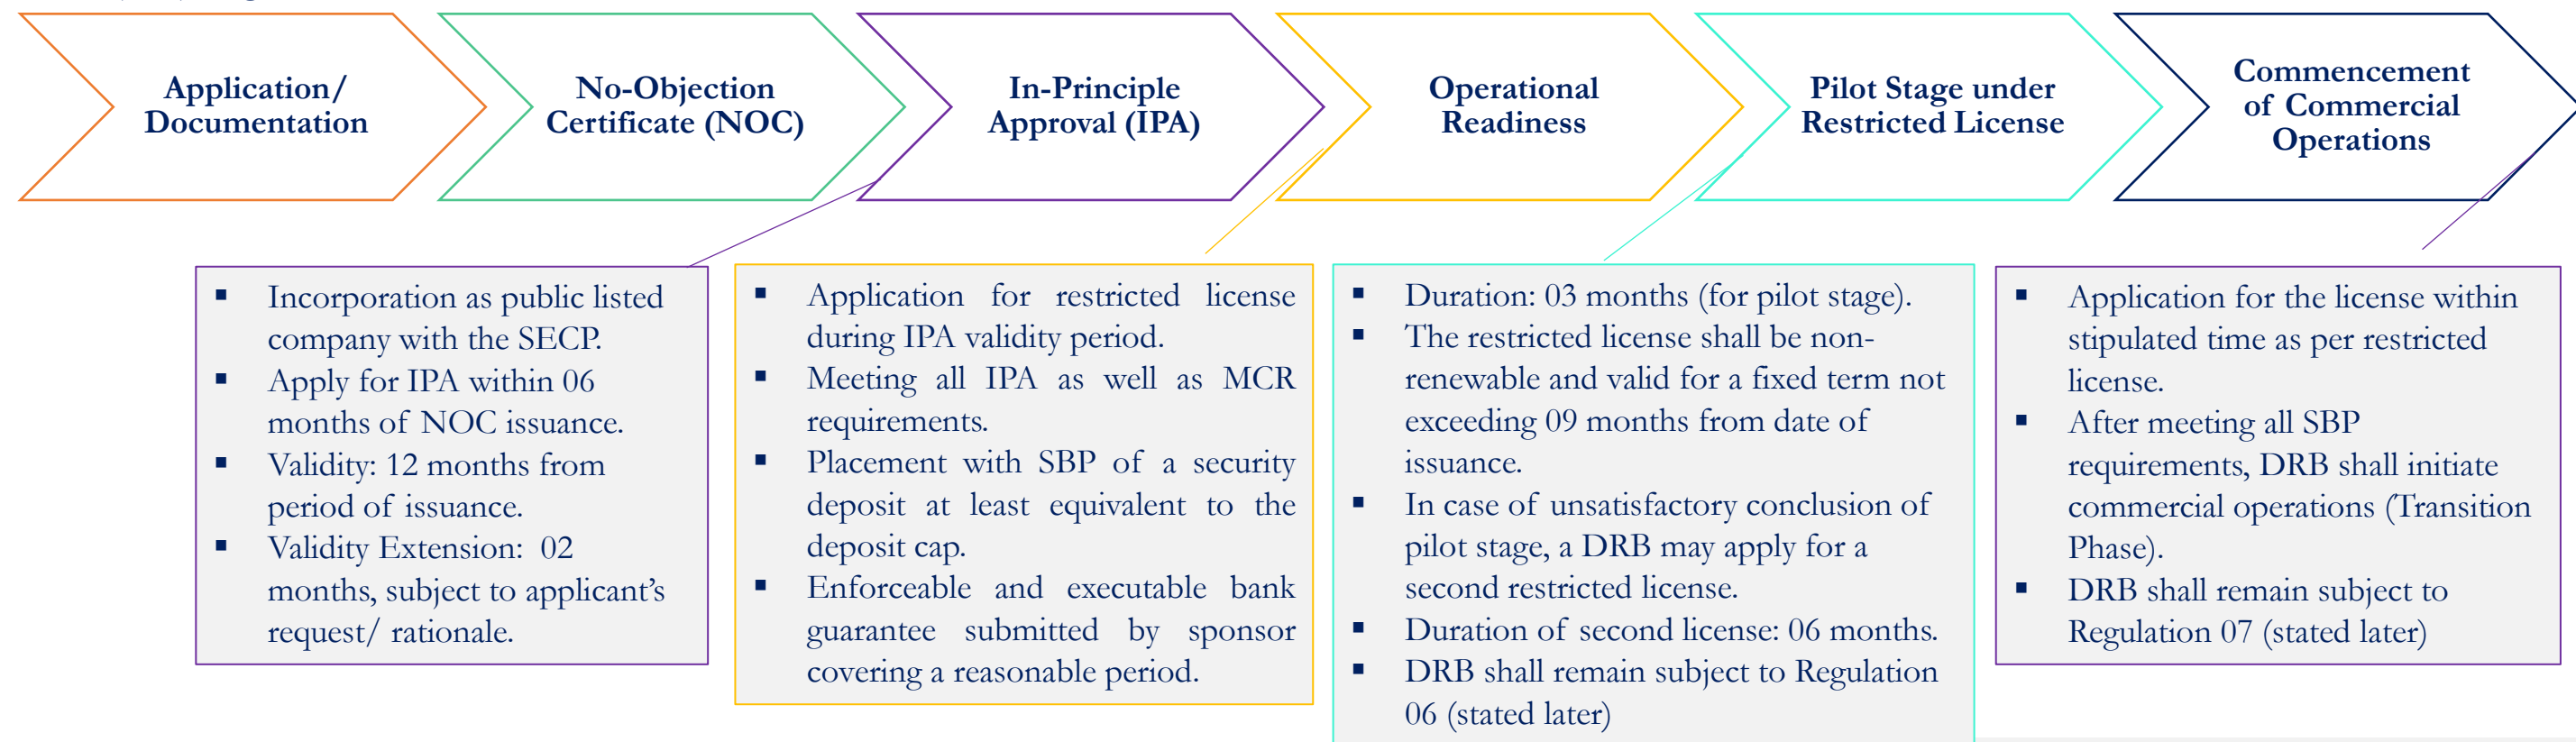 Application/
Documentation
No-Objection
Certificate (NOC)
In-Principle
Approval (IPA)
Operational
Readiness
Pilot Stage under
Restricted License
Commencement
of Commercial
Operations
▪ Incorporation as public listed
company with the SECP.
▪ Apply for IPA within 06
months of NOC issuance.
▪ Validity: 12 months from
period of issuance.
▪ Validity Extension: 02
months, subject to applicant’s
request/ rationale.
▪ Application for restricted license
during IPA validity period.
▪ Meeting all IPA as well as MCR
requirements.
▪ Placement with SBP of a security
deposit at least equivalent to the
deposit cap.
▪ Enforceable and executable bank
guarantee submitted by sponsor
covering a reasonable period.
▪ Duration: 03 months (for pilot stage).
▪ The restricted license shall be non-
renewable and valid for a fixed term not
exceeding 09 months from date of
issuance.
▪ In case of unsatisfactory conclusion of
pilot stage, a DRB may apply for a
second restricted license.
▪ Duration of second license: 06 months.
▪ DRB shall remain subject to Regulation
06 (stated later)
▪ Application for the license within
stipulated time as per restricted
license.
▪ After meeting all SBP
requirements, DRB shall initiate
commercial operations (Transition
Phase).
▪ DRB shall remain subject to
Regulation 07 (stated later)